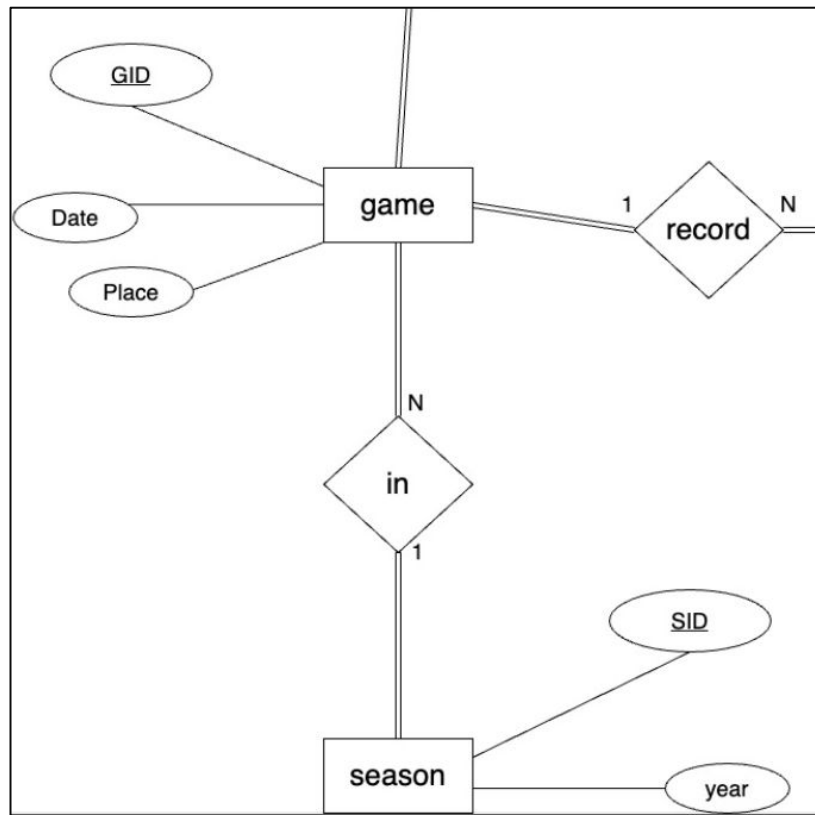 GID
Date
game
1
record
N
Place
N
in
1
SID
season
year